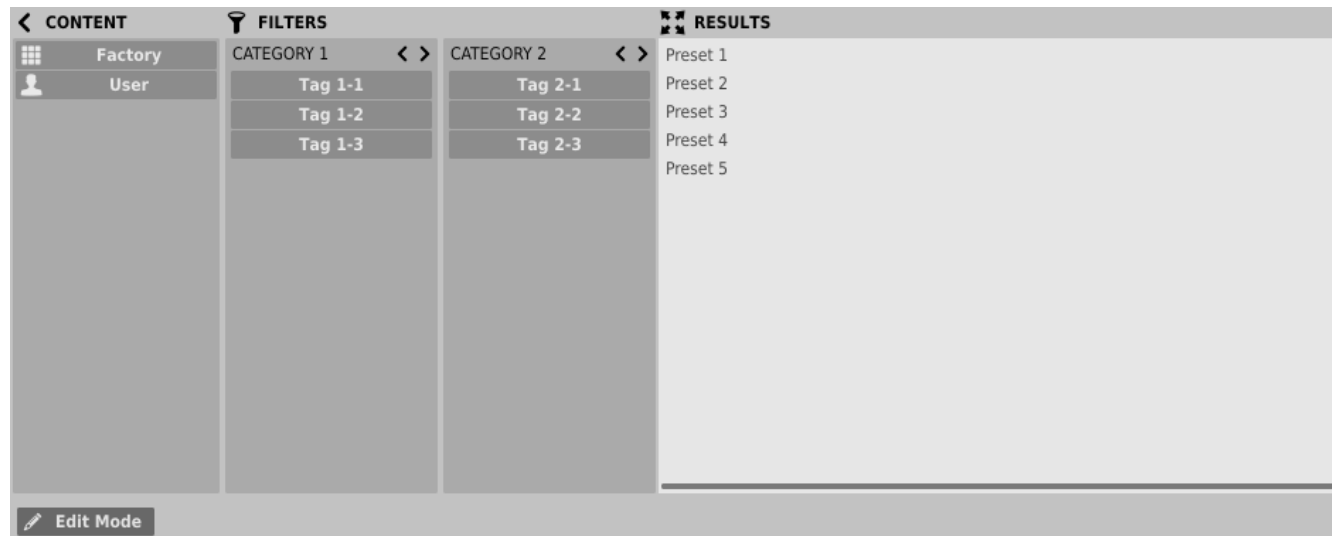 CONTENT
Factory
User
FILTERS
CATEGORY 1
Tag 1-1
Tag 1-2
Tag 1-3
CATEGORY 2
Tag 2-1
Tag 2-2
Tag 2-3
RESULTS
Preset 1
Preset 2
Preset 3
Preset 4
Preset 5
Edit Mode